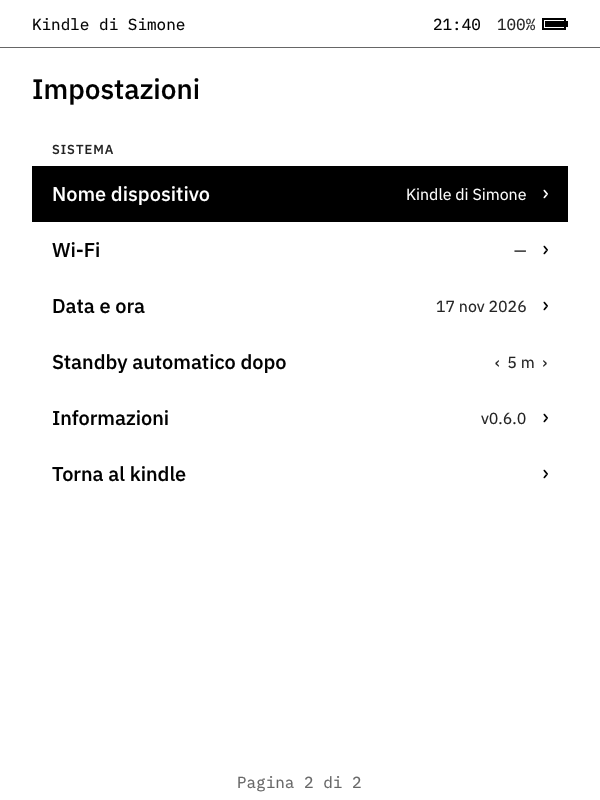 Kindle di Simone 21:40 100%
Impostazioni
SISTEMA
Nome dispositivo Kindle di Simone ›
Wi-Fi — ›
Data e ora 17 nov 2026 ›
Standby automatico dopo ‹ 5 m ›
Informazioni v0.6.0 ›
Torna al kindle ›
Pagina 2 di 2